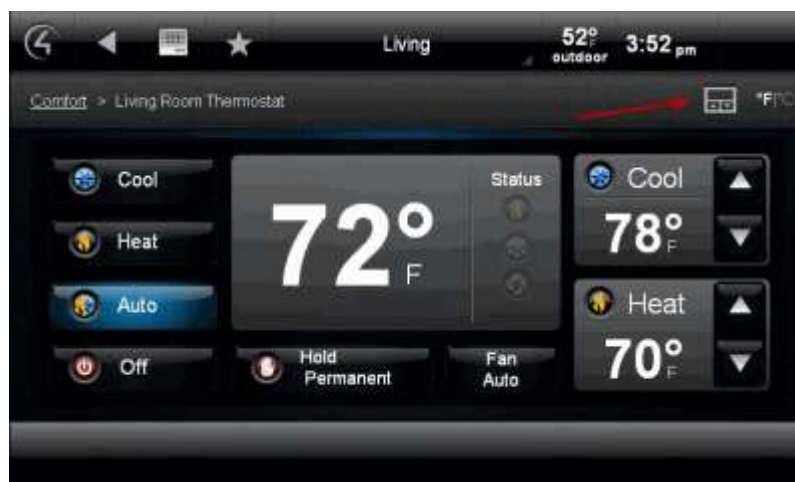 Living
52°F
outdoor
3:52 pm
Comfort > Living Room Thermostat
°F|°C
Cool
Heat
Auto
Off
72°F
Status
Hold
Permanent
Fan
Auto
Cool
78°F
Heat
70°F